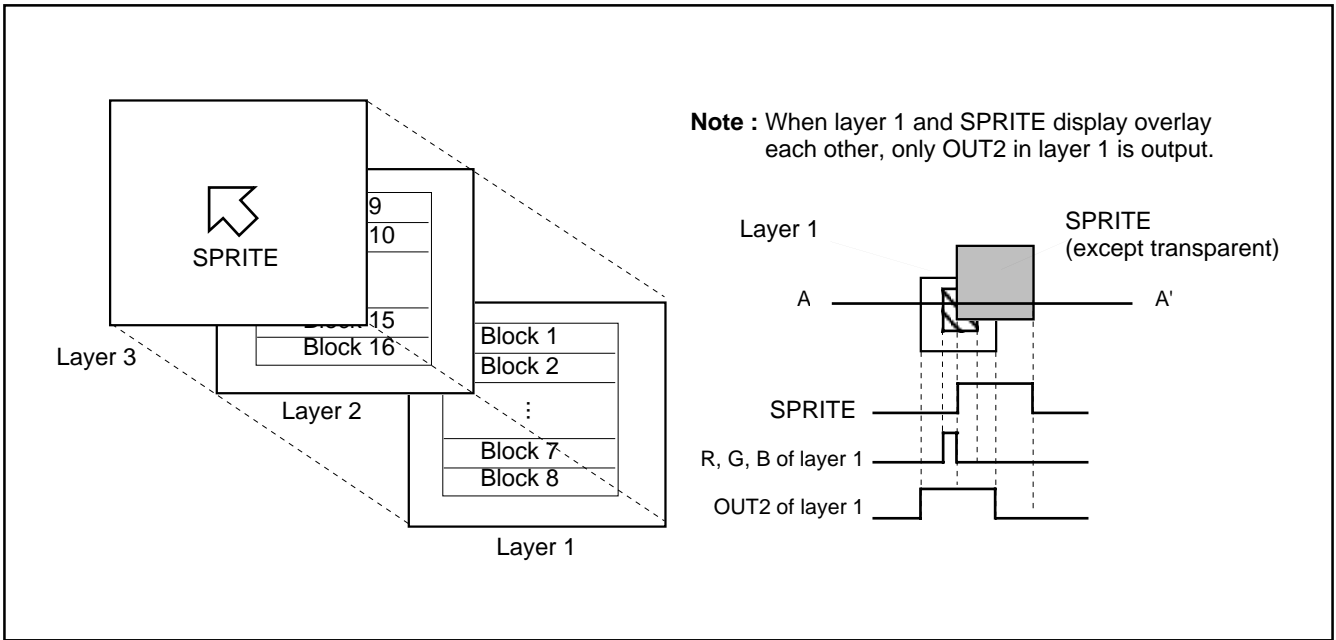 SPRITE
Layer 3
9
10
Block 15
Block 16
Layer 2
Block 1
Block 2
⋮
Block 7
Block 8
Layer 1
Note : When layer 1 and SPRITE display overlay
each other, only OUT2 in layer 1 is output.
Layer 1
SPRITE
(except transparent)
A
A'
SPRITE
R, G, B of layer 1
OUT2 of layer 1